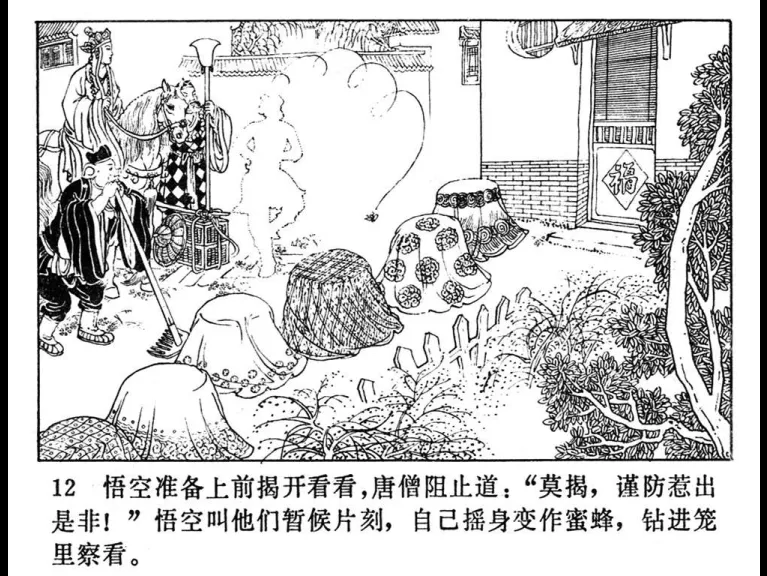 福
12 悟空准备上前揭开看看，唐僧阻止道：“莫揭，谨防惹出
是非！”悟空叫他们暂候片刻，自己摇身变作蜜蜂，钻进笼
里察看。